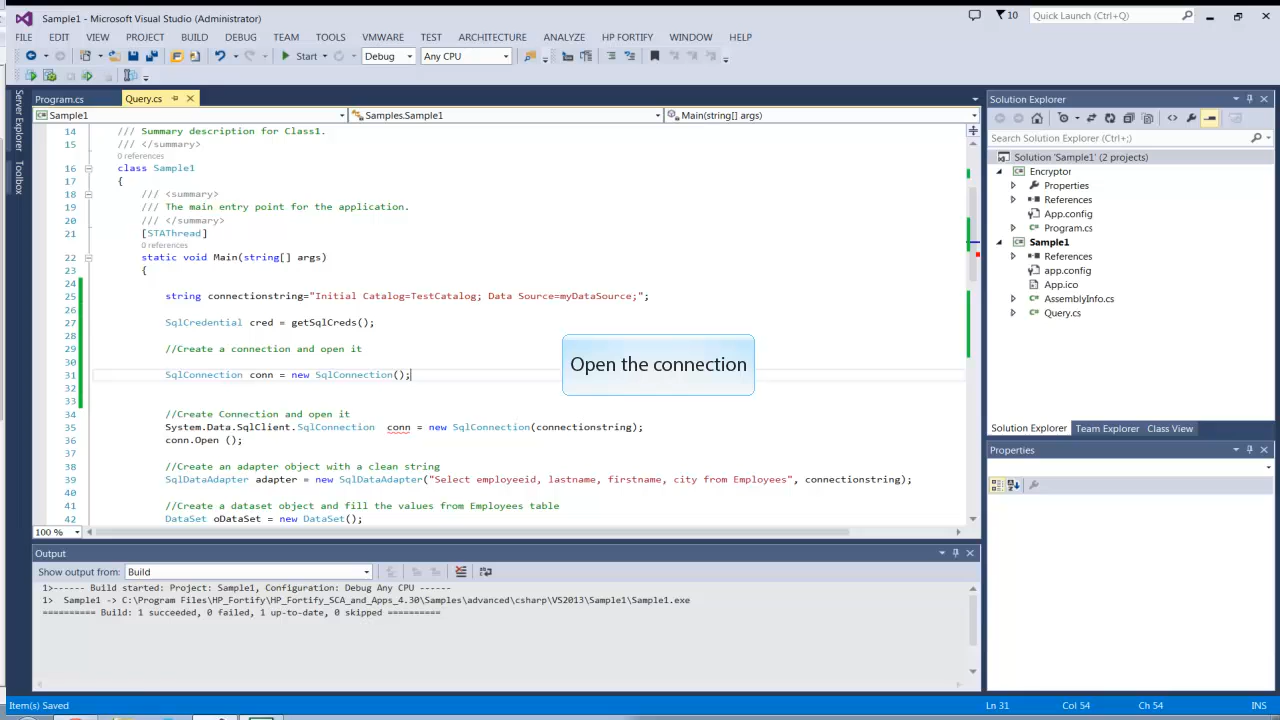 Sample1 - Microsoft Visual Studio (Administrator)
10
Quick Launch (Ctrl+Q)
FILE EDIT VIEW PROJECT BUILD DEBUG TEAM TOOLS VMWARE TEST ARCHITECTURE ANALYZE HP FORTIFY WINDOW HELP
Start Debug Any CPU
Server Explorer
Toolbox
Program.cs Query.cs
Sample1 Samples.Sample1 Main(string[] args)
14 /// Summary description for Class1.
15 /// </summary>
0 references
16 class Sample1
17 {
18 /// <summary>
19 /// The main entry point for the application.
20 /// </summary>
21 [STAThread]
0 references
22 static void Main(string[] args)
23 {
24
25 string connectionstring="Initial Catalog=TestCatalog; Data Source=myDataSource;";
26
27 SqlCredential cred = getSqlCreds();
28
29 //Create a connection and open it
30
31 SqlConnection conn = new SqlConnection();
32
33
34 //Create Connection and open it
35 System.Data.SqlClient.SqlConnection conn = new SqlConnection(connectionstring);
36 conn.Open ();
37
38 //Create an adapter object with a clean string
39 SqlDataAdapter adapter = new SqlDataAdapter("Select employeeid, lastname, firstname, city from Employees", connectionstring);
40
41 //Create a dataset object and fill the values from Employees table
42 DataSet oDataSet = new DataSet();
100 %
Open the connection
Solution Explorer
Search Solution Explorer (Ctrl+;)
Solution 'Sample1' (2 projects)
Encryptor
Properties
References
App.config
Program.cs
Sample1
References
app.config
App.ico
AssemblyInfo.cs
Query.cs
Solution Explorer Team Explorer Class View
Properties
Output
Show output from: Build
1>------ Build started: Project: Sample1, Configuration: Debug Any CPU ------
1> Sample1 -> C:\Program Files\HP_Fortify\HP_Fortify_SCA_and_Apps_4.30\Samples\advanced\csharp\VS2013\Sample1\Sample1.exe
========== Build: 1 succeeded, 0 failed, 1 up-to-date, 0 skipped ==========
Item(s) Saved Ln 31 Col 54 Ch 54 INS